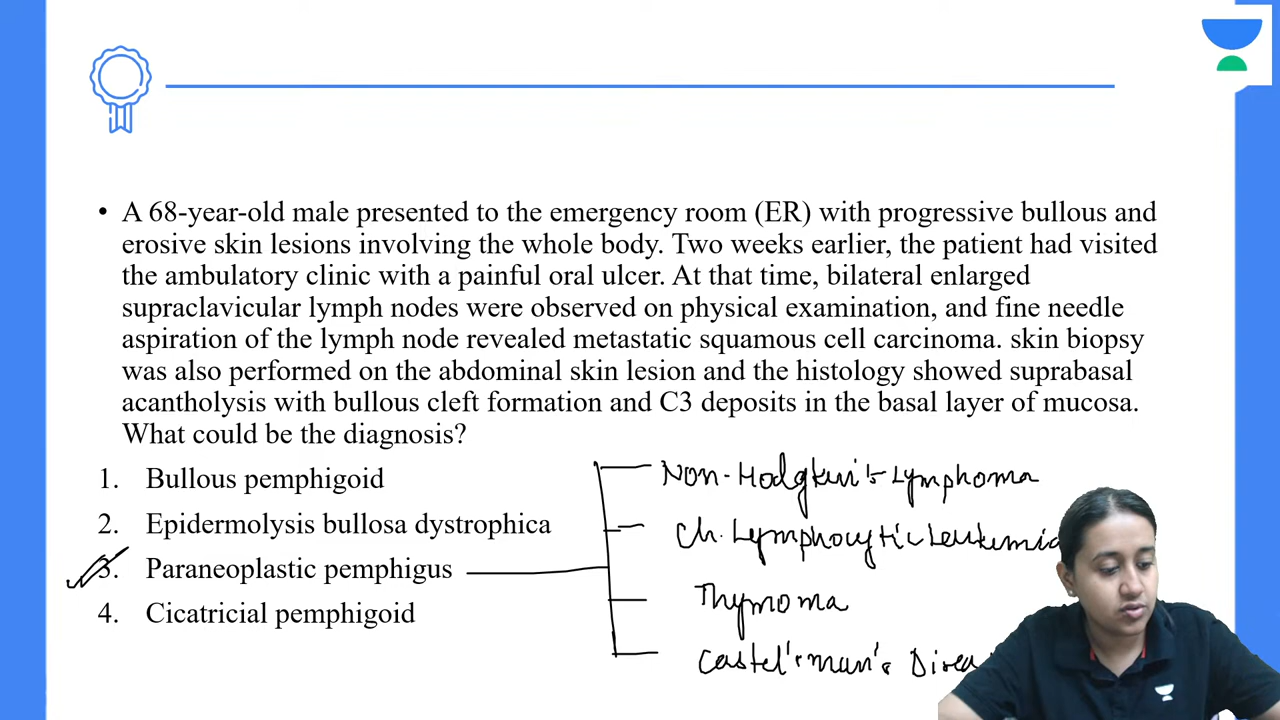 • A 68-year-old male presented to the emergency room (ER) with progressive bullous and
erosive skin lesions involving the whole body. Two weeks earlier, the patient had visited
the ambulatory clinic with a painful oral ulcer. At that time, bilateral enlarged
supraclavicular lymph nodes were observed on physical examination, and fine needle
aspiration of the lymph node revealed metastatic squamous cell carcinoma. skin biopsy
was also performed on the abdominal skin lesion and the histology showed suprabasal
acantholysis with bullous cleft formation and C3 deposits in the basal layer of mucosa.
What could be the diagnosis?
1. Bullous pemphigoid
2. Epidermolysis bullosa dystrophica
3. Paraneoplastic pemphigus
4. Cicatricial pemphigoid
Non-Hodgkin's Lymphoma
Ch. Lymphocytic Leukemia
Thymoma
Castel'sman's Disea